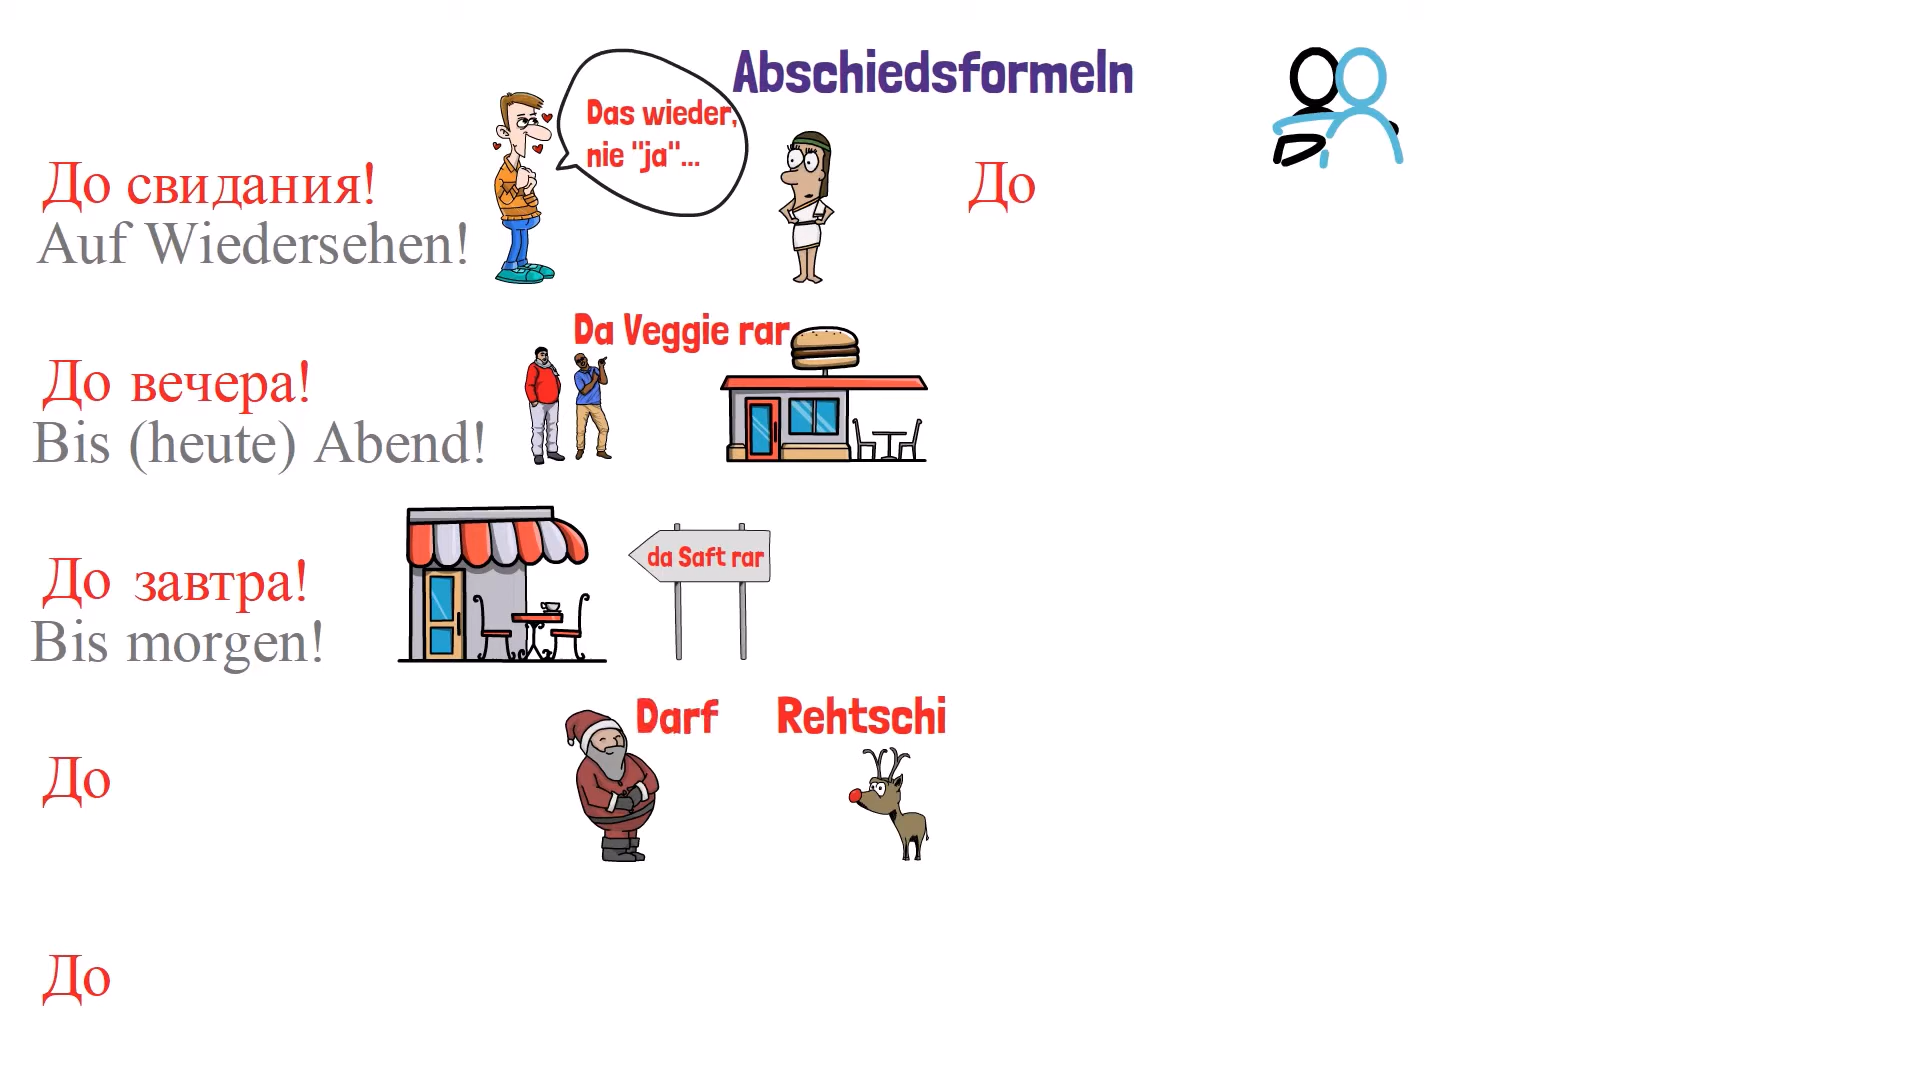 Abschiedsformeln
Das wieder,
nie "ja"...
До свидания!
Auf Wiedersehen!
До
Da Veggie rar
До вечера!
Bis (heute) Abend!
da Saft rar
До завтра!
Bis morgen!
Darf Rehtschi
До
До